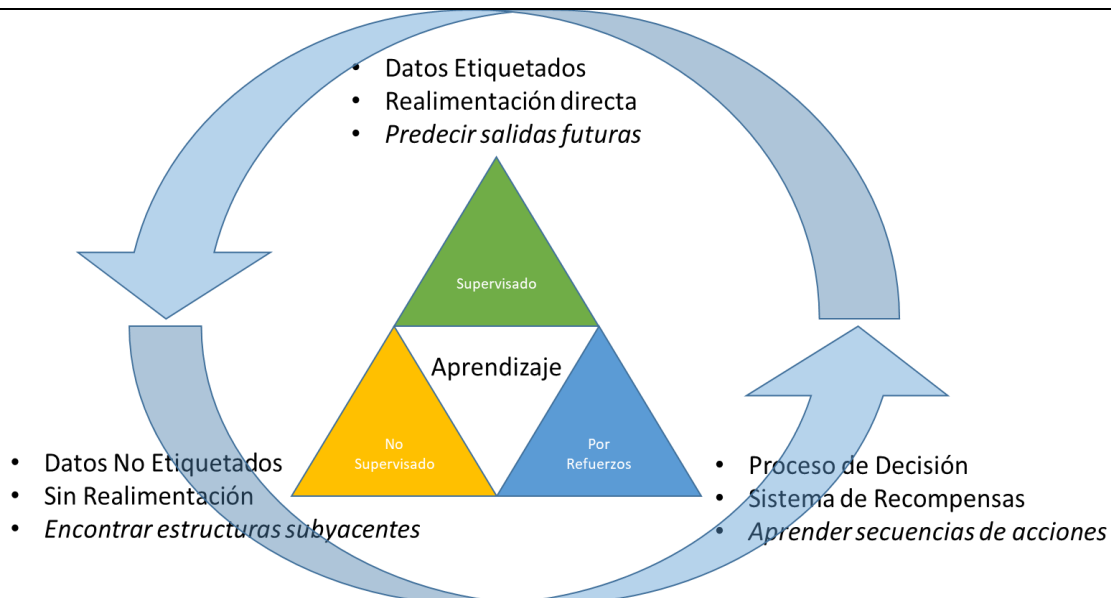 • Datos Etiquetados
• Realimentación directa
• Predecir salidas futuras
Supervisado
Aprendizaje
No
Supervisado
Por
Refuerzos
• Datos No Etiquetados
• Sin Realimentación
• Encontrar estructuras subyacentes
• Proceso de Decisión
• Sistema de Recompensas
• Aprender secuencias de acciones